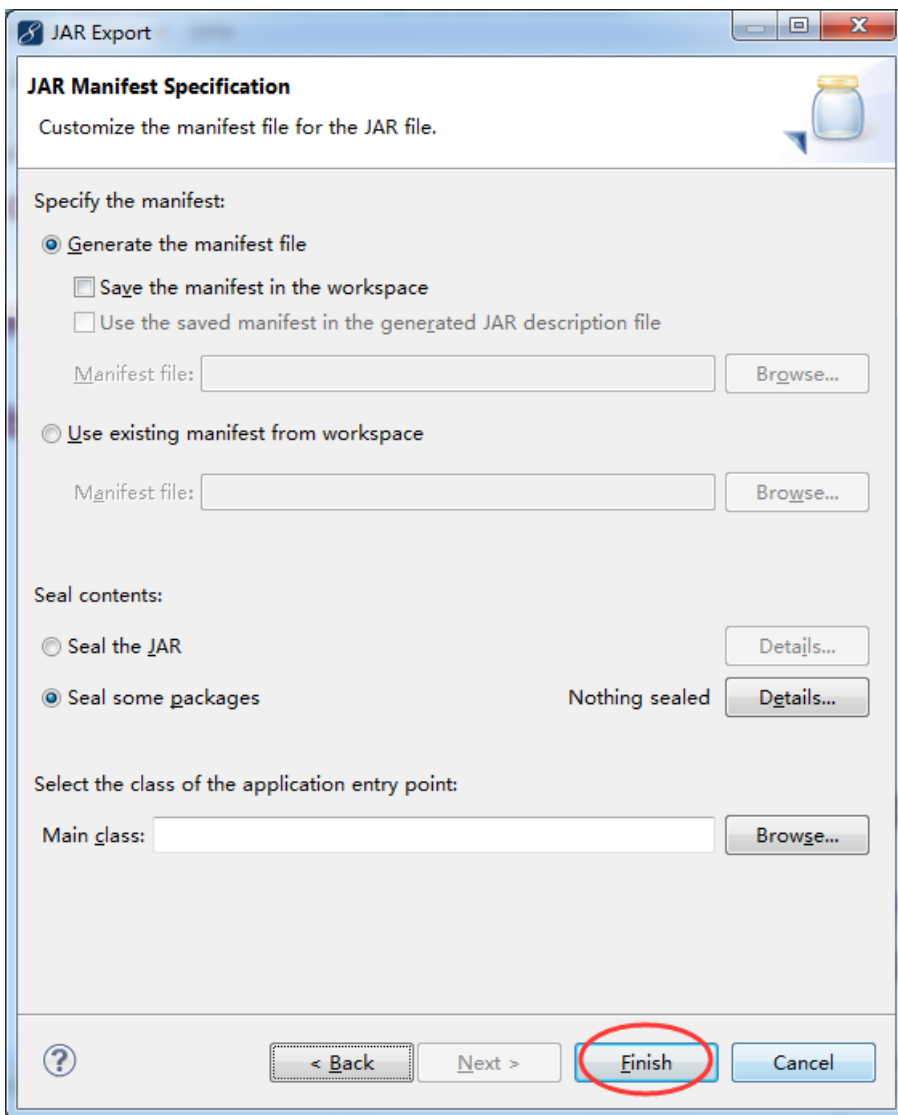 JAR Export
JAR Manifest Specification
Customize the manifest file for the JAR file.
Specify the manifest:
Generate the manifest file
Save the manifest in the workspace
Use the saved manifest in the generated JAR description file
Manifest file: Browse...
Use existing manifest from workspace
Manifest file: Browse...
Seal contents:
Seal the JAR Details...
Seal some packages Nothing sealed Details...
Select the class of the application entry point:
Main class: Browse...
? < Back Next > Finish Cancel